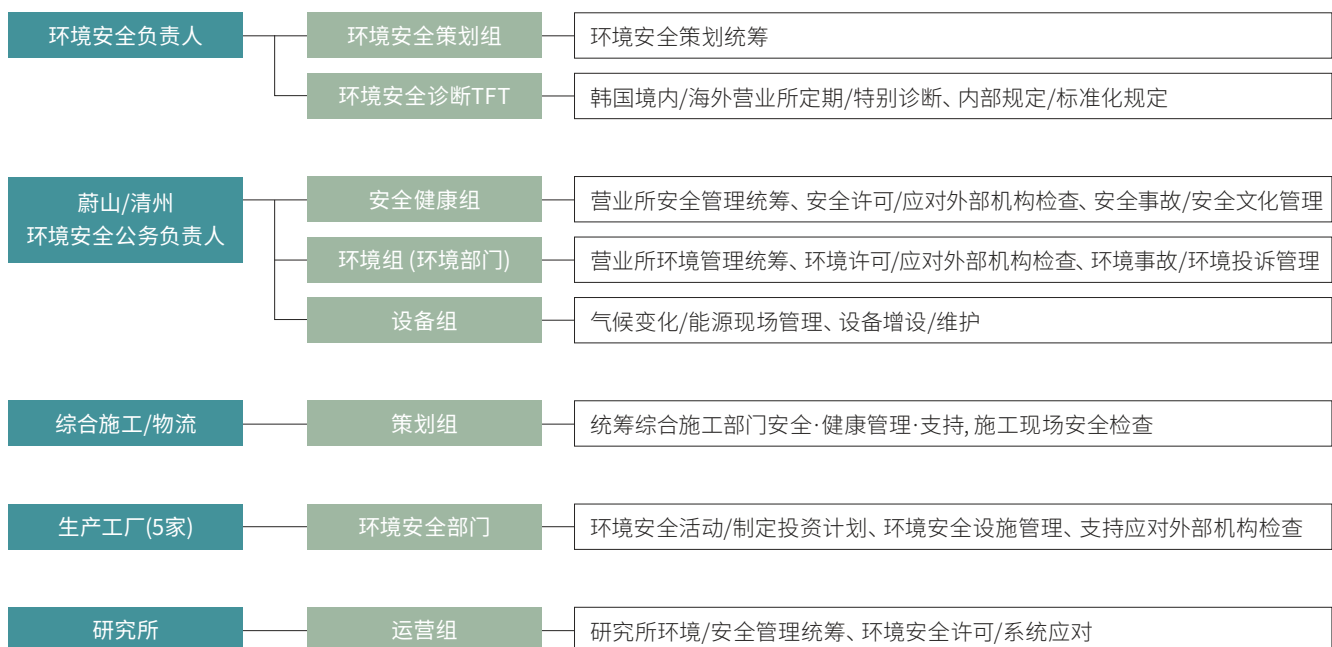 环境安全负责人
环境安全策划组
环境安全策划统筹
环境安全诊断TFT
韩国境内/海外营业所定期/特别诊断、内部规定/标准化规定
蔚山/清州
环境安全公务负责人
安全健康组
营业所安全管理统筹、安全许可/应对外部机构检查、安全事故/安全文化管理
环境组 (环境部门)
营业所环境管理统筹、环境许可/应对外部机构检查、环境事故/环境投诉管理
设备组
气候变化/能源现场管理、设备增设/维护
综合施工/物流
策划组
统筹综合施工部门安全·健康管理·支持, 施工现场安全检查
生产工厂(5家)
环境安全部门
环境安全活动/制定投资计划、环境安全设施管理、支持应对外部机构检查
研究所
运营组
研究所环境/安全管理统筹、环境安全许可/系统应对